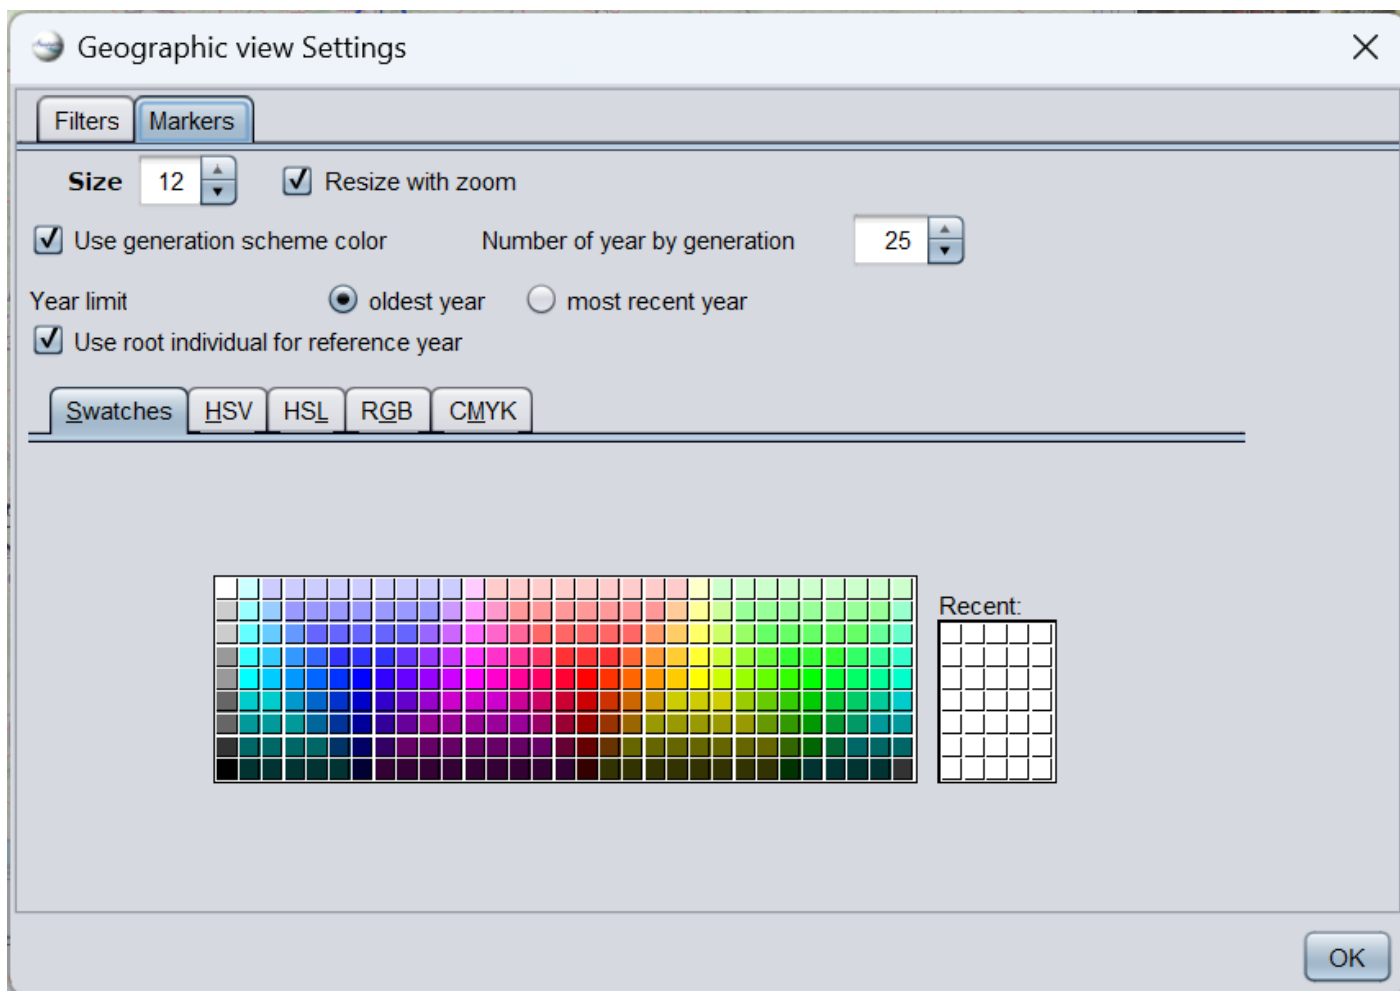 Geographic view Settings
Filters Markers
Size 12 Resize with zoom
Use generation scheme color Number of year by generation 25
Year limit oldest year most recent year
Use root individual for reference year
Swatches HSV HSL RGB CMYK
Recent:
OK